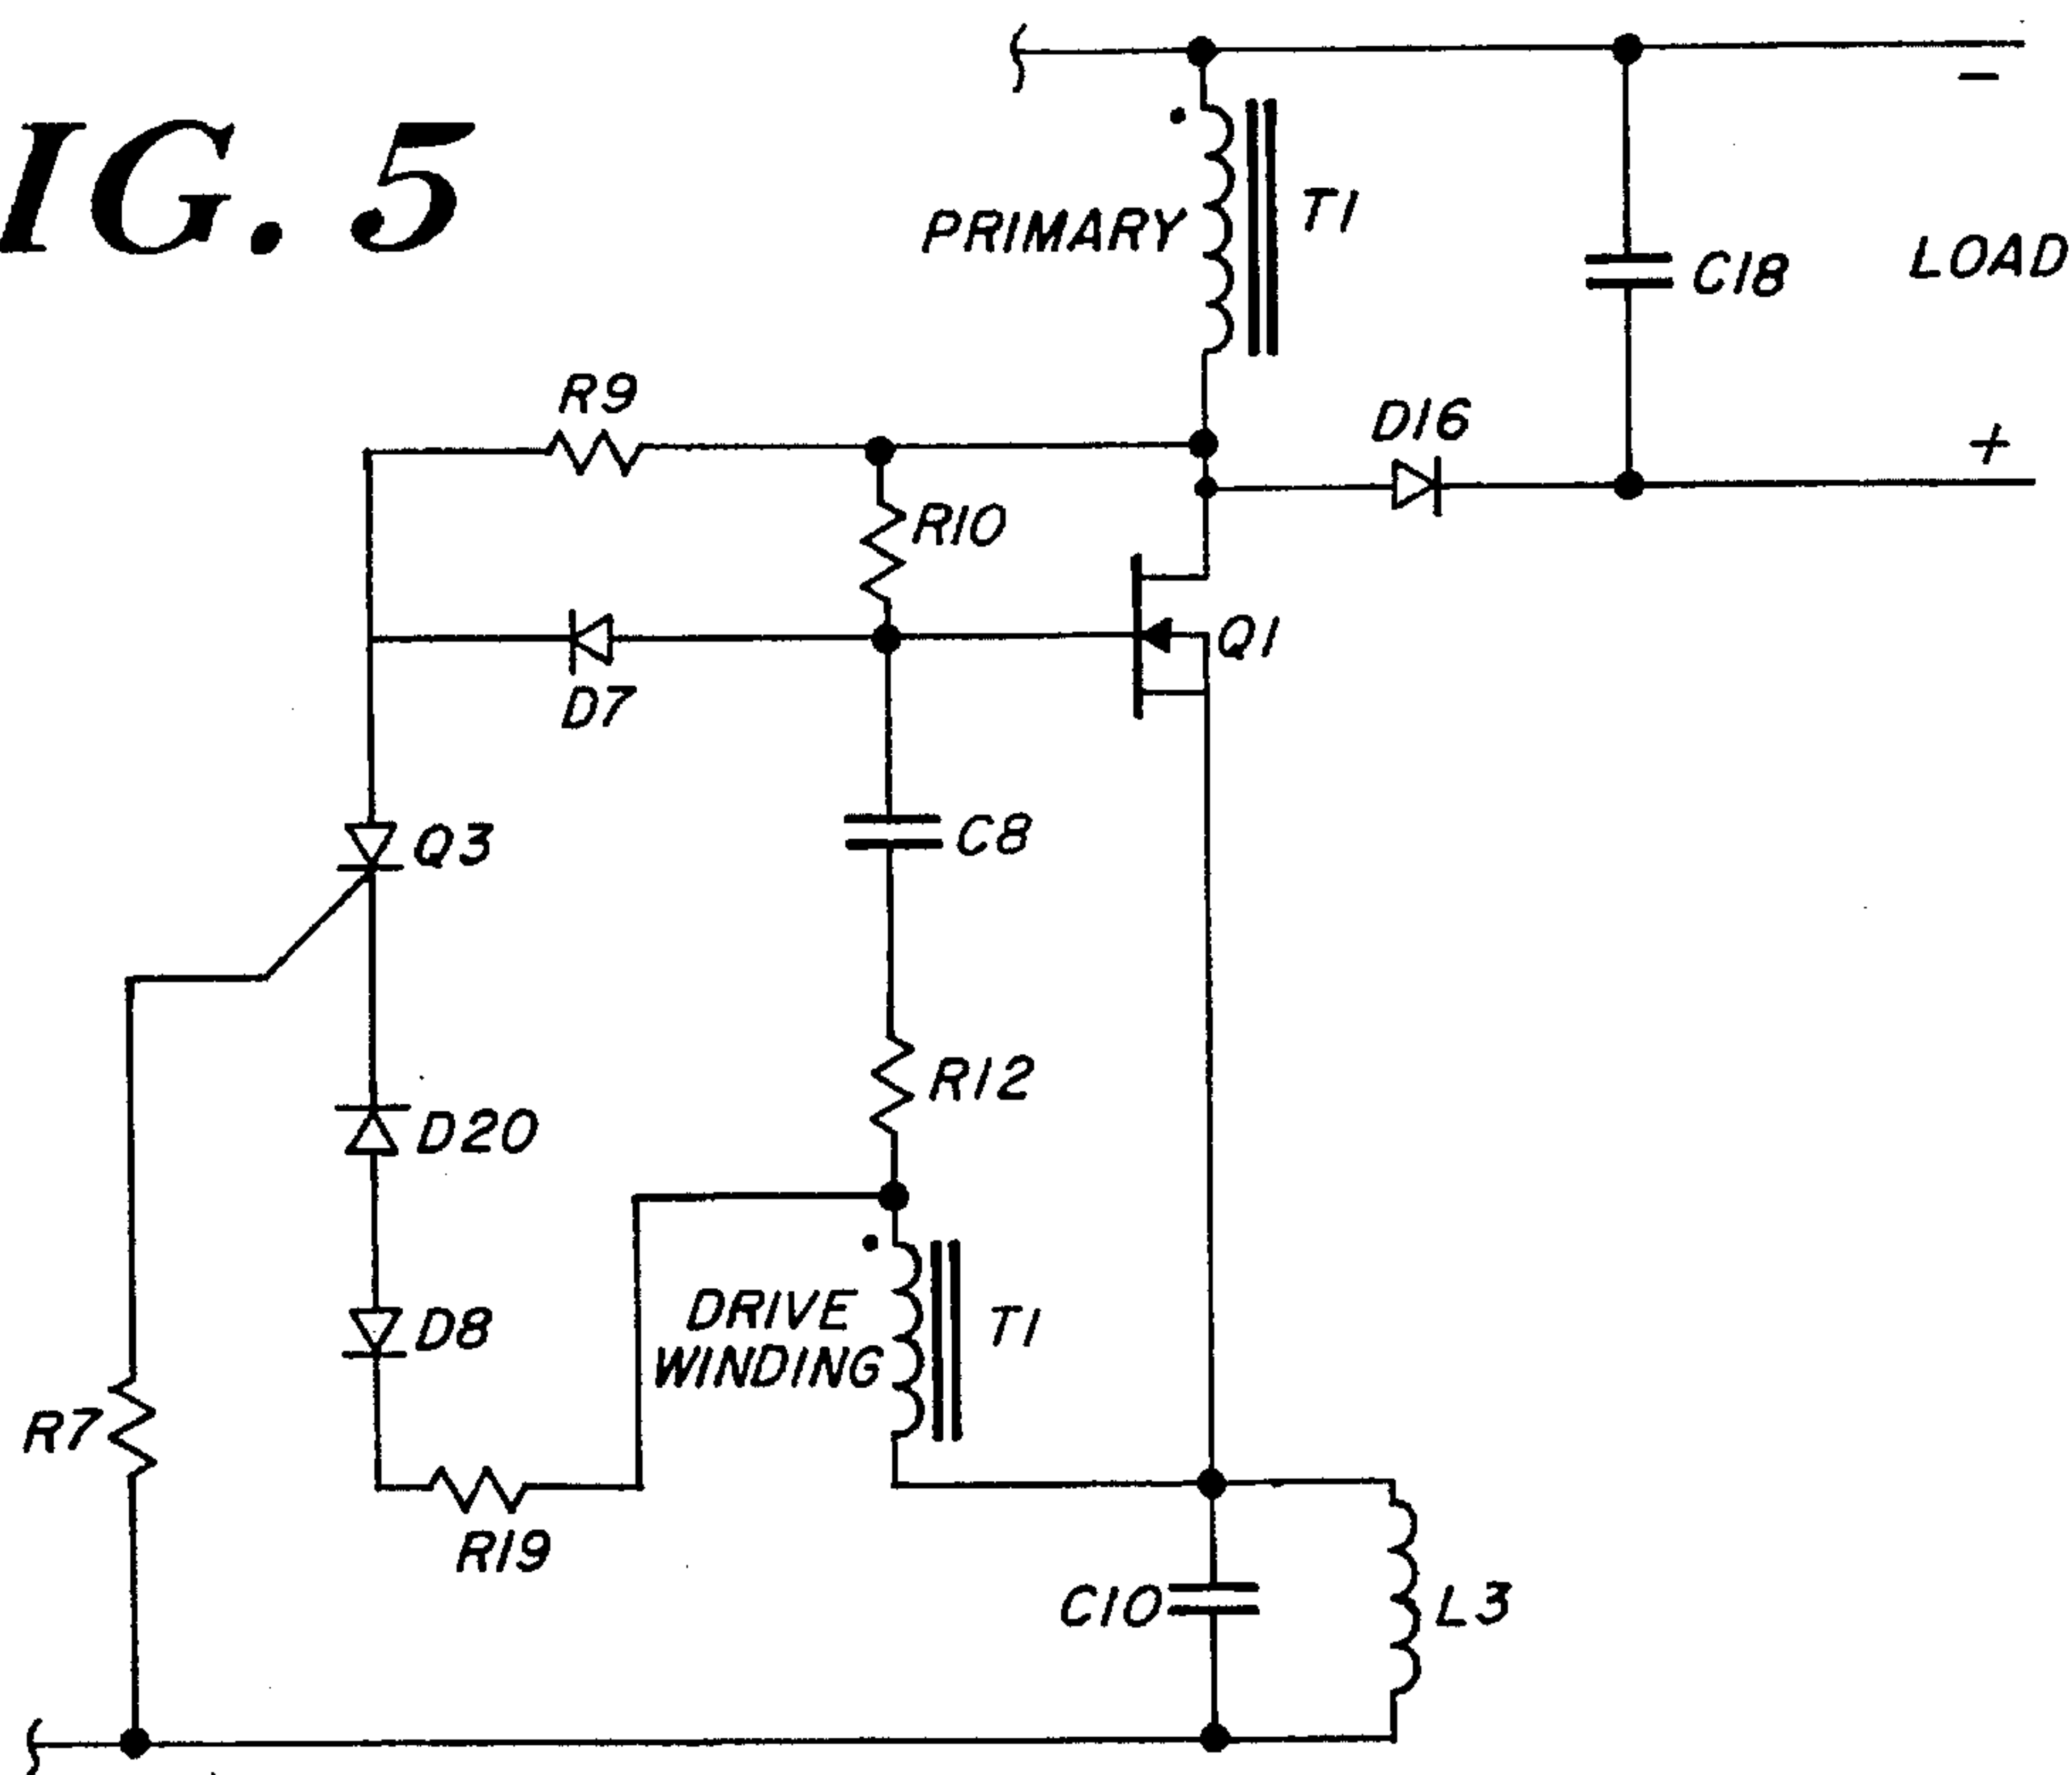 IG. 5
PRIMARY
T1
C18
LOAD
−
+
R9
D16
R10
Q1
D7
Q3
C8
R12
D20
DRIVE
WINDING
T1
D8
R7
R19
C10
L3